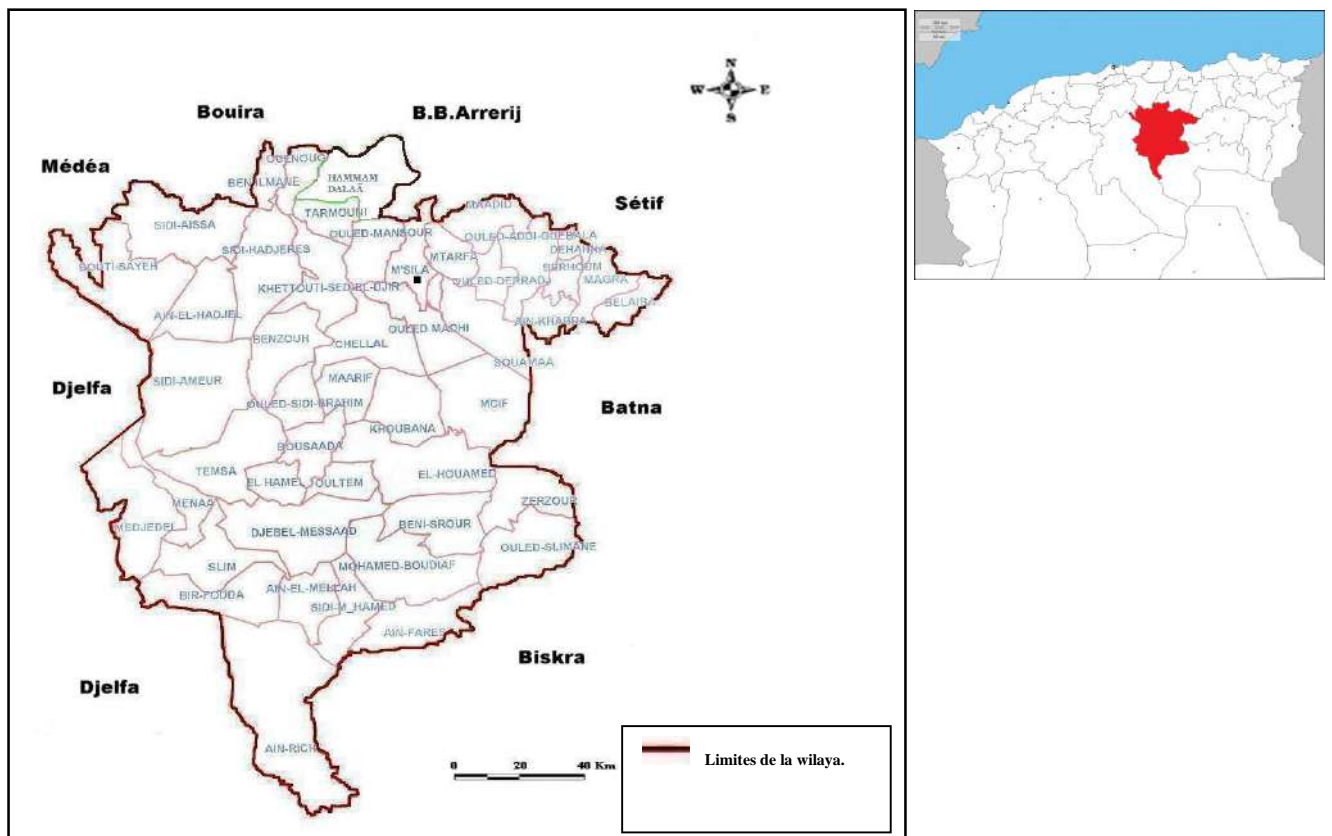 N
W E
S
Bouira
B.B.Arrerij
Médéa
Sétif
Djelfa
Batna
Biskra
Djelfa
HAMMAM
DALAÂ
TARMOUNT
OULED-MANSOUR
MAADID
SIDI-AISSA
SIDI-HADJERES
BOUTI-SAYEH
M'SILA
MTARFA
OULED-ADDI-GUEBALA
DEHAHNA
BERHOUM
MAGRA
BELAIBA
OULED-DERRADJ
AIN-KHADRA
KHETTOUTI-SED-EL-DJIR
AIN-EL-HADJEL
BENZOUH
CHELLAL
OULED MADHI
SOUAMAA
SIDI-AMEUR
MAARIF
OULED-SIDI-BRAHIM
MCIF
KHOUBANA
BOUSAADA
TEMSA
EL HAMEL
OULTEM
EL-HOUAMED
MENAA
MEDJEDEL
DJEBEL-MESSAAD
BENI-SROUR
ZERZOUR
OULED-SLIMANE
SLIM
MOHAMED-BOUDIAF
BIR-FODDA
AIN-EL-MELLAH
SIDI-M_HAMED
AIN-FARES
AIN-RICH
0 20 40 Km
Limites de la wilaya.